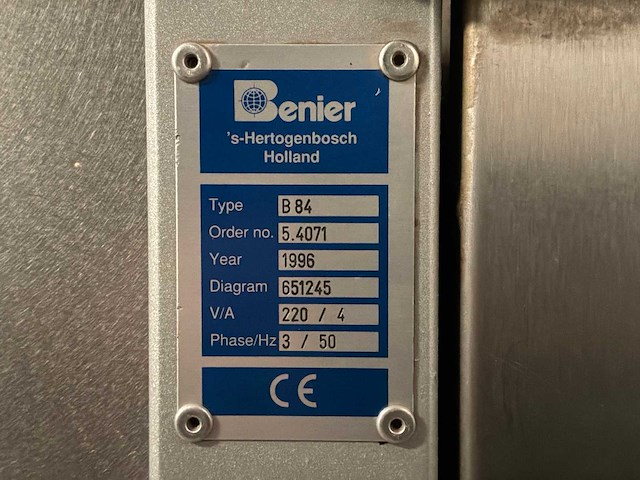 Benier
's-Hertogenbosch
Holland
Type B 84
Order no. 5.4071
Year 1996
Diagram 651245
V/A 220 / 4
Phase/Hz 3 / 50
CE